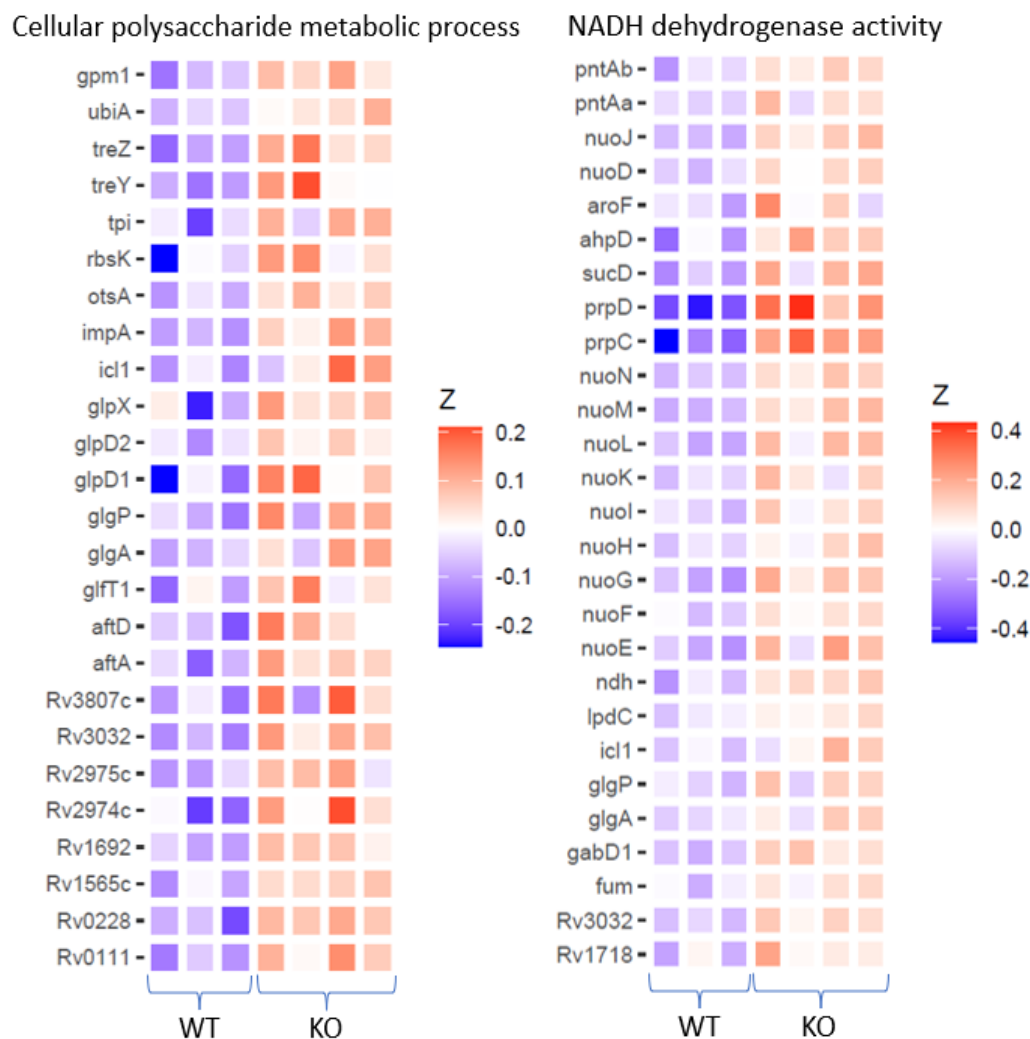 Cellular polysaccharide metabolic process
gpm1
ubiA
treZ
treY
tpi
rbsK
otsA
impA
icl1
glpX
glpD2
glpD1
glgP
glgA
glfT1
aftD
aftA
Rv3807c
Rv3032
Rv2975c
Rv2974c
Rv1692
Rv1565c
Rv0228
Rv0111
WT
KO
Z
0.2
0.1
0.0
-0.1
-0.2
NADH dehydrogenase activity
pntAb
pntAa
nuoJ
nuoD
aroF
ahpD
sucD
prpD
prpC
nuoN
nuoM
nuoL
nuoK
nuoI
nuoH
nuoG
nuoF
nuoE
ndh
lpdC
icl1
glgP
glgA
gabD1
fum
Rv3032
Rv1718
WT
KO
Z
0.4
0.2
0.0
-0.2
-0.4